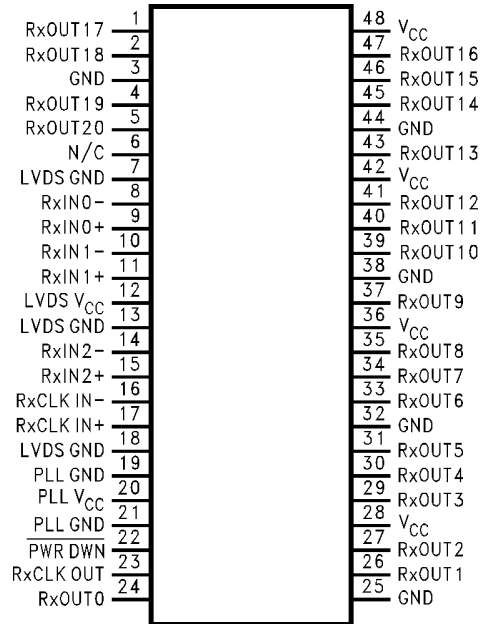 RxOUT17 1
RxOUT18 2
GND 3
RxOUT19 4
RxOUT20 5
N/C 6
LVDS GND 7
RxIN0− 8
RxIN0+ 9
RxIN1− 10
RxIN1+ 11
LVDS VCC 12
LVDS GND 13
RxIN2− 14
RxIN2+ 15
RxCLK IN− 16
RxCLK IN+ 17
LVDS GND 18
PLL GND 19
PLL VCC 20
PLL GND 21
PWR DWN 22
RxCLK OUT 23
RxOUT0 24
48 VCC
47 RxOUT16
46 RxOUT15
45 RxOUT14
44 GND
43 RxOUT13
42 VCC
41 RxOUT12
40 RxOUT11
39 RxOUT10
38 GND
37 RxOUT9
36 VCC
35 RxOUT8
34 RxOUT7
33 RxOUT6
32 GND
31 RxOUT5
30 RxOUT4
29 RxOUT3
28 VCC
27 RxOUT2
26 RxOUT1
25 GND